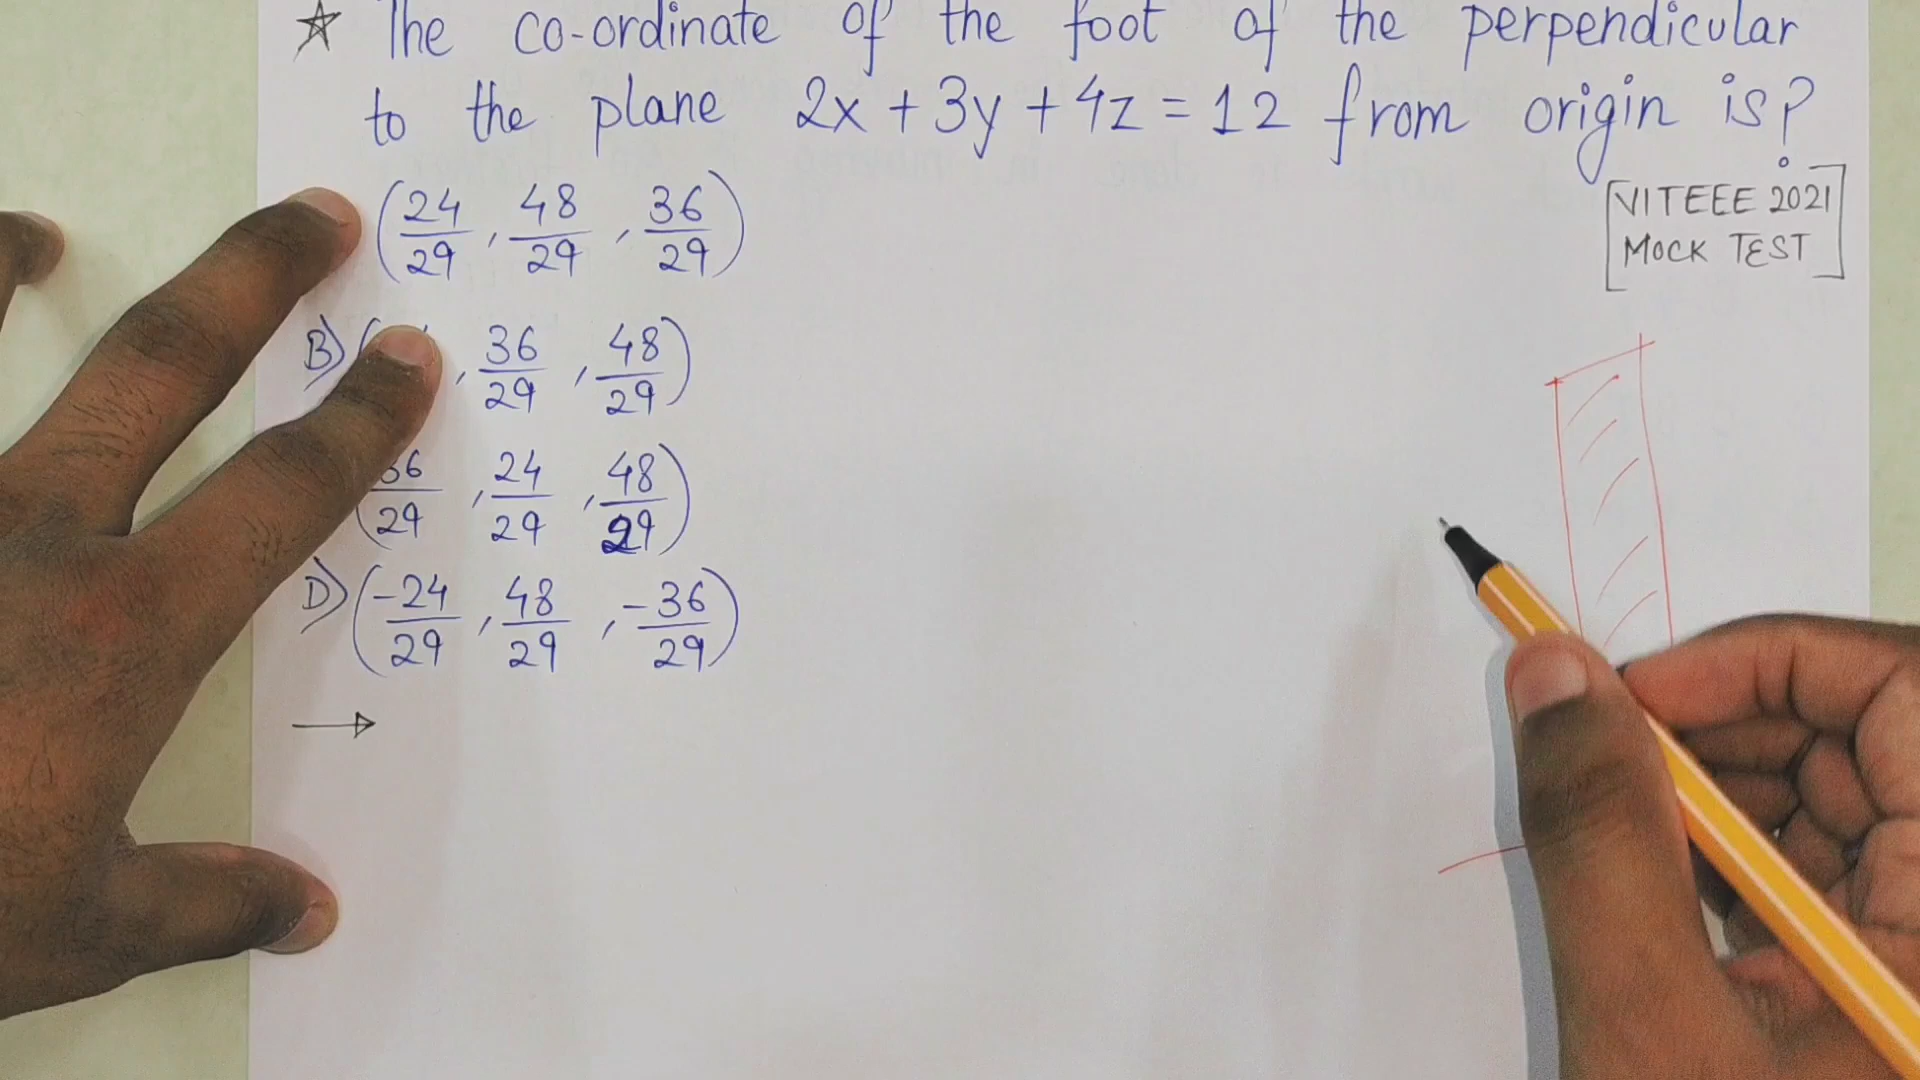 ☆ The co-ordinate of the foot of the perpendicular
to the plane 2x + 3y + 4z = 12 from origin is?
[VITEEE 2021
MOCK TEST]
(24/29, 48/29, 36/29)
B) ( , 36/29, 48/29)
36/29, 24/29, 48/29)
D) (-24/29, 48/29, -36/29)
→